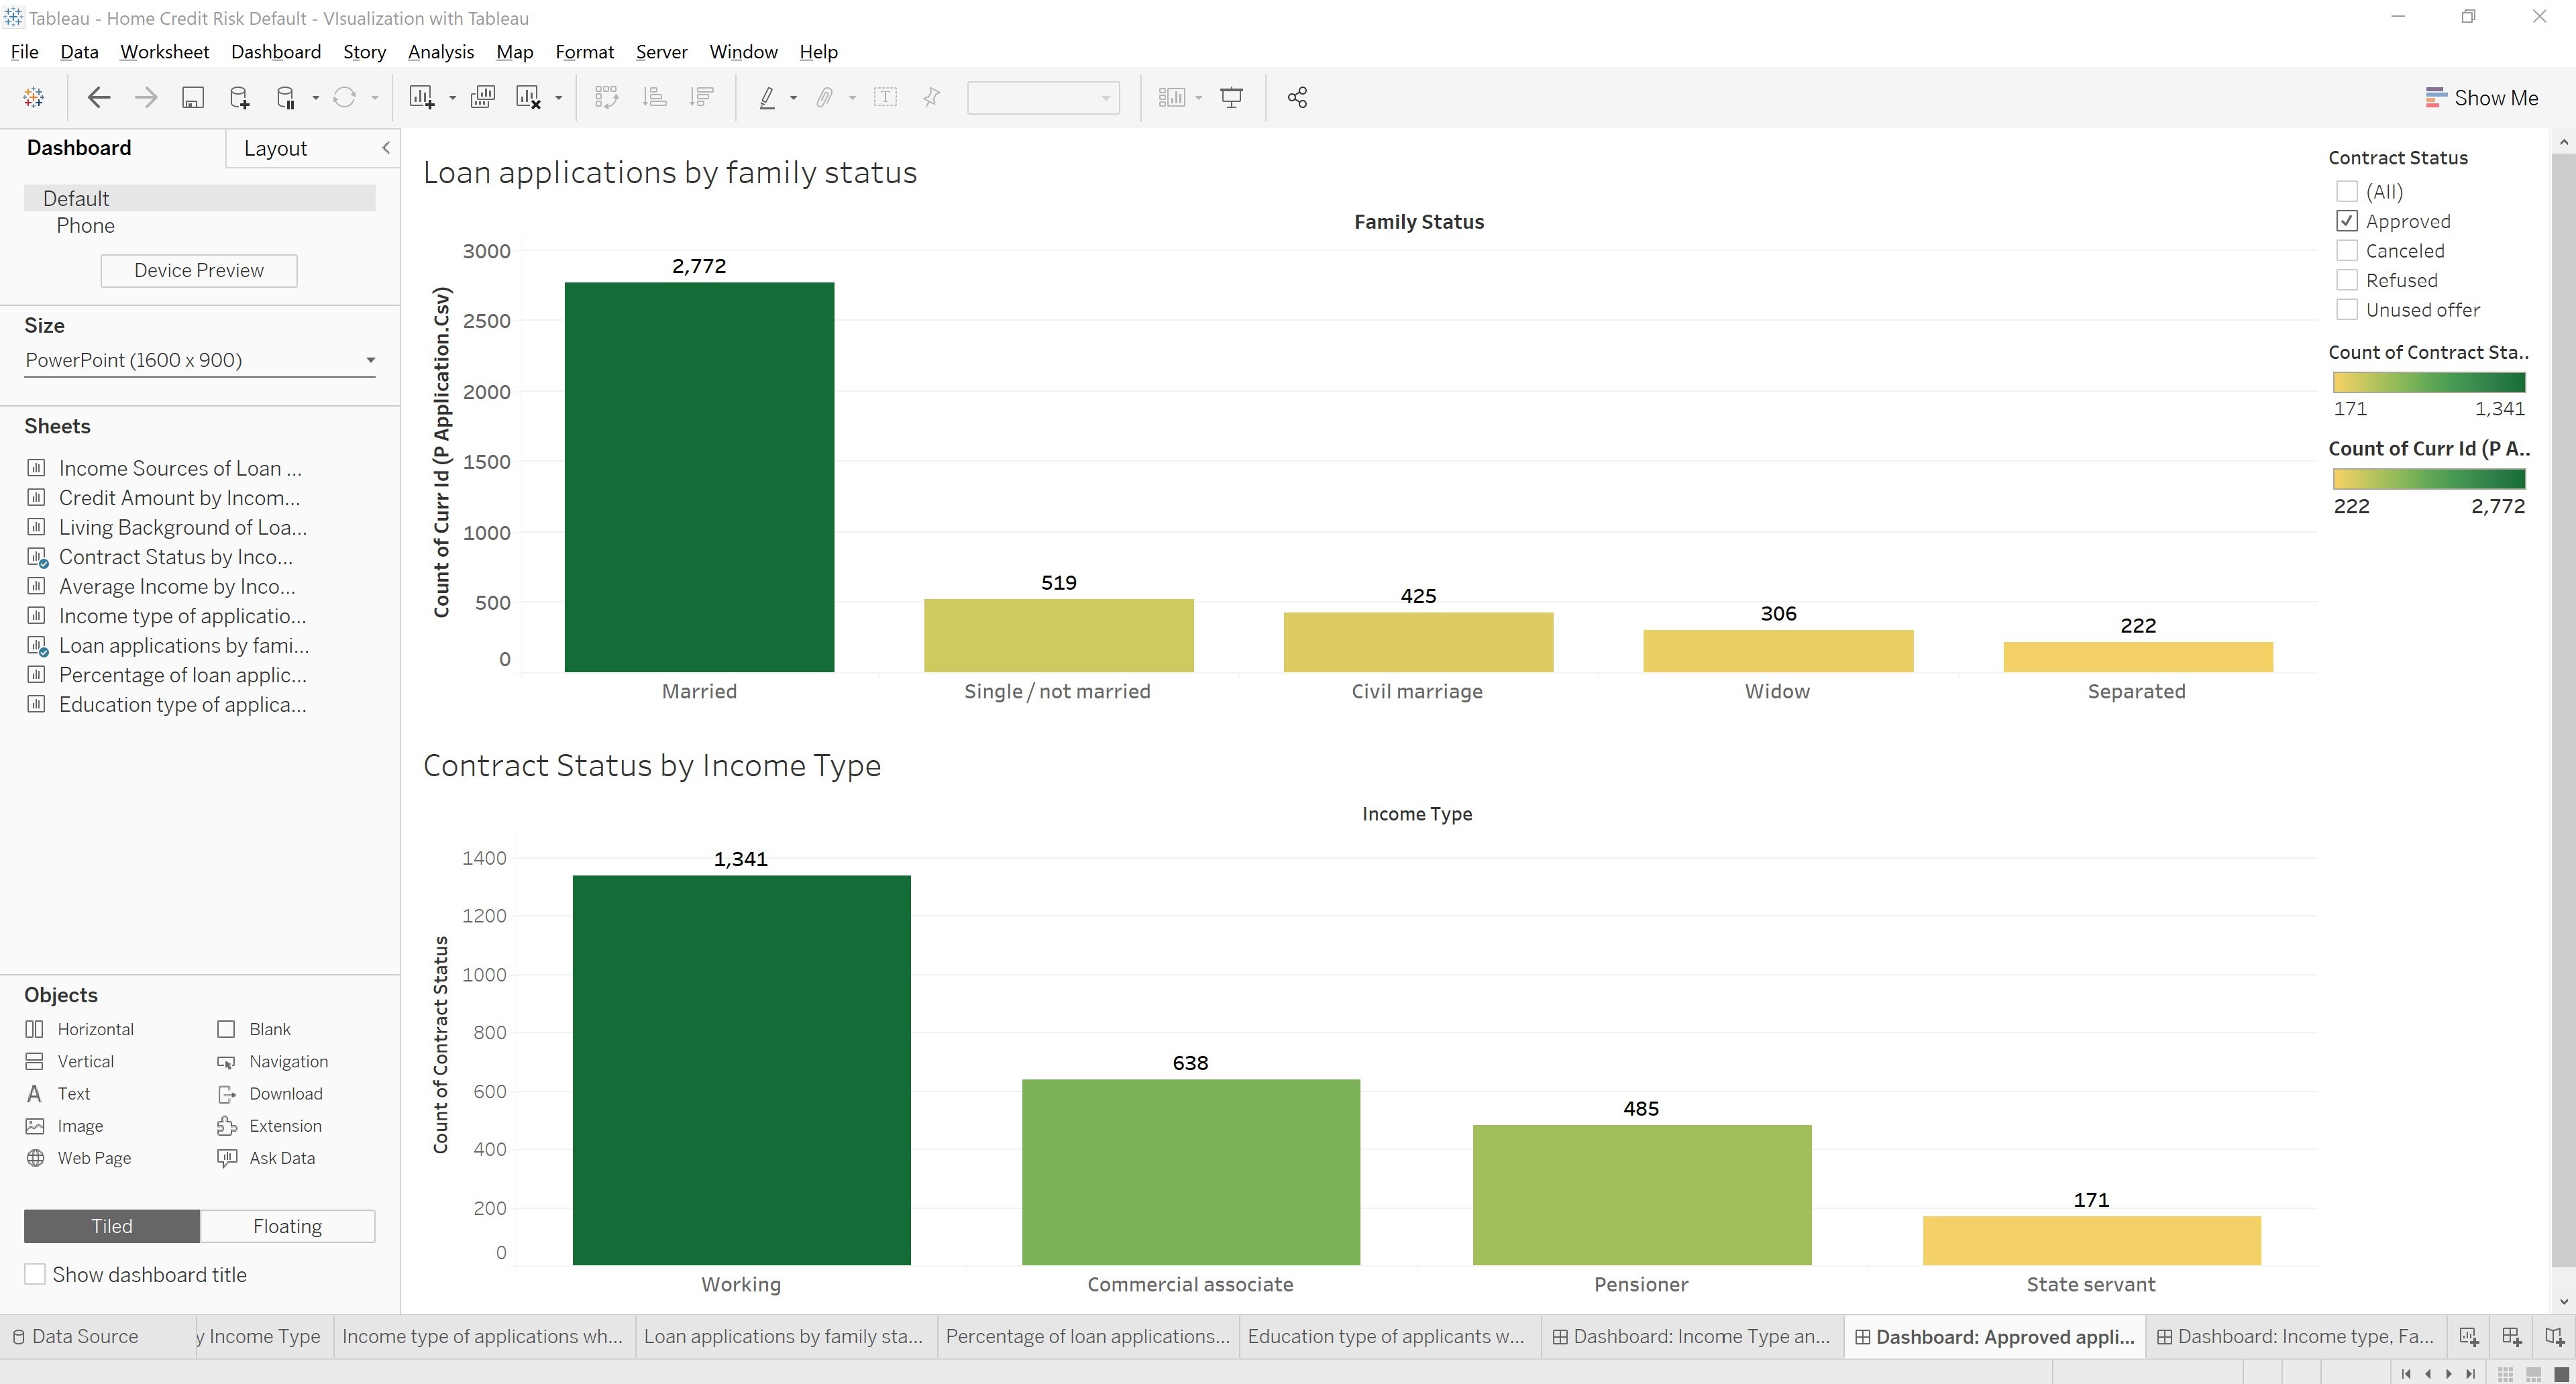 Tableau - Home Credit Risk Default - VIsualization with Tableau
File Data Worksheet Dashboard Story Analysis Map Format Server Window Help
Show Me
Dashboard
Layout
Default
Phone
Device Preview
Size
PowerPoint (1600 x 900)
Sheets
Income Sources of Loan ...
Credit Amount by Incom...
Living Background of Loa...
Contract Status by Inco...
Average Income by Inco...
Income type of applicatio...
Loan applications by fami...
Percentage of loan applic...
Education type of applica...
Objects
Horizontal Blank
Vertical Navigation
Text Download
Image Extension
Web Page Ask Data
Tiled Floating
Show dashboard title
Loan applications by family status
Family Status
Count of Curr Id (P Application.Csv)
3000
2500
2000
1500
1000
500
0
2,772
519
425
306
222
Married Single / not married Civil marriage Widow Separated
Contract Status by Income Type
Income Type
Count of Contract Status
1400
1200
1000
800
600
400
200
0
1,341
638
485
171
Working Commercial associate Pensioner State servant
Contract Status
(All)
Approved
Canceled
Refused
Unused offer
Count of Contract Sta..
171 1,341
Count of Curr Id (P A..
222 2,772
Data Source y Income Type Income type of applications wh... Loan applications by family sta... Percentage of loan applications... Education type of applicants w... Dashboard: Income Type an... Dashboard: Approved appli... Dashboard: Income type, Fa...